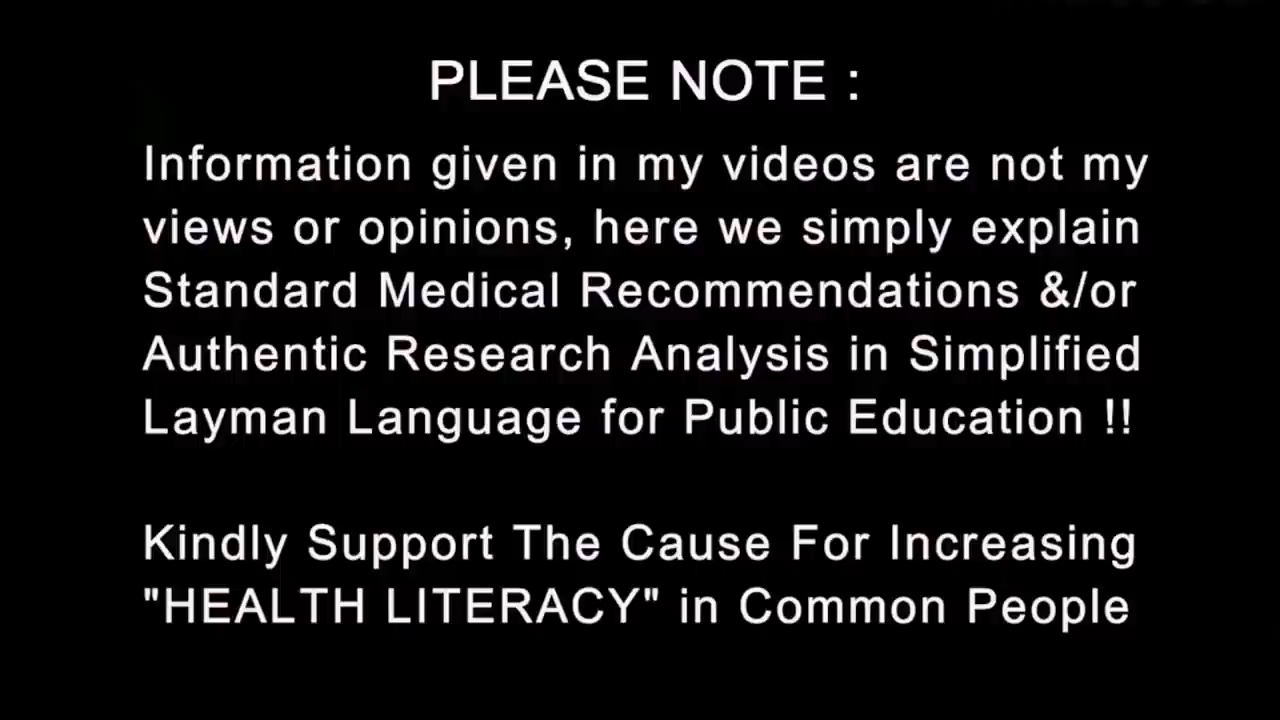 PLEASE NOTE :
Information given in my videos are not my
views or opinions, here we simply explain
Standard Medical Recommendations &/or
Authentic Research Analysis in Simplified
Layman Language for Public Education !!
Kindly Support The Cause For Increasing
"HEALTH LITERACY" in Common People